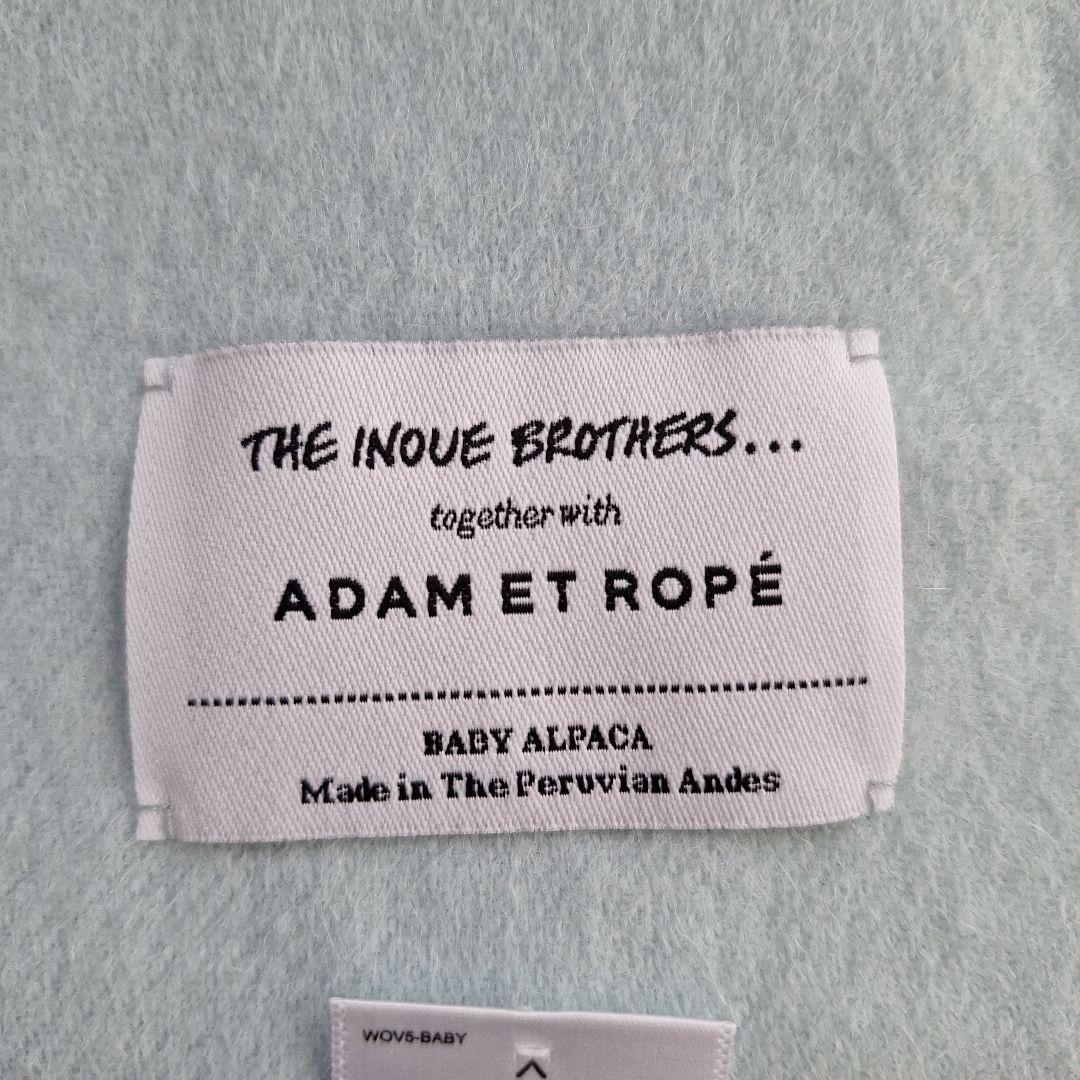 THE INOUE BROTHERS...
together with
ADAM ET ROPÉ
BABY ALPACA
Made in The Peruvian Andes
WOV5-BABY